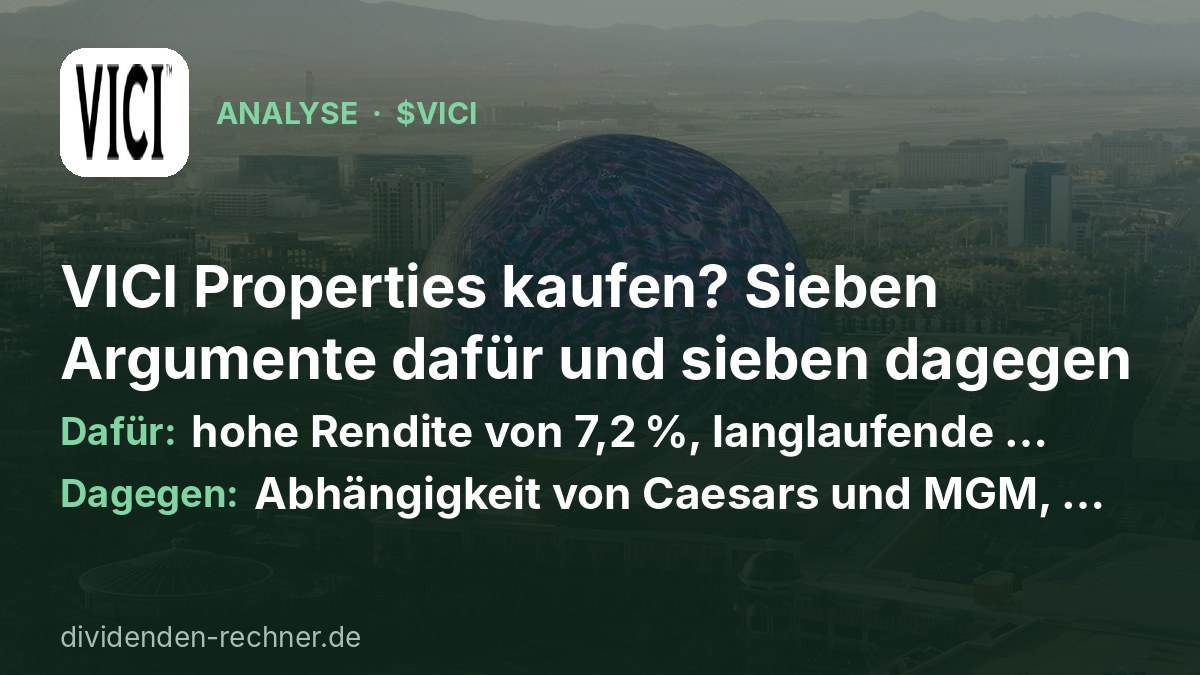 VICI™
ANALYSE · $VICI
VICI Properties kaufen? Sieben
Argumente dafür und sieben dagegen
Dafür: hohe Rendite von 7,2 %, langlaufende …
Dagegen: Abhängigkeit von Caesars und MGM, …
dividenden-rechner.de